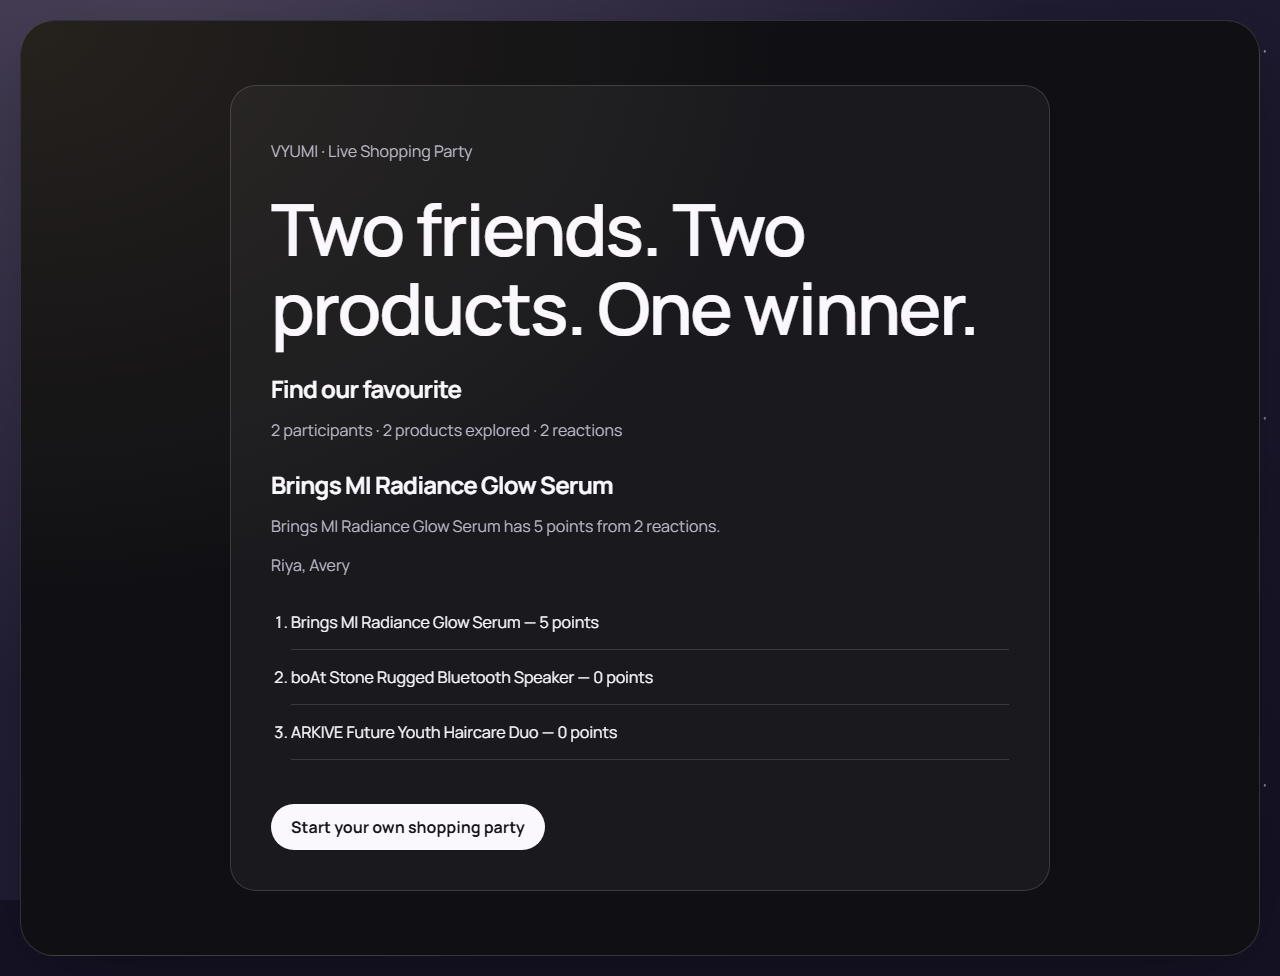 VYUMI · Live Shopping Party
Two friends. Two
products. One winner.
Find our favourite
2 participants · 2 products explored · 2 reactions
Brings MI Radiance Glow Serum
Brings MI Radiance Glow Serum has 5 points from 2 reactions.
Riya, Avery
1. Brings MI Radiance Glow Serum — 5 points
2. boAt Stone Rugged Bluetooth Speaker — 0 points
3. ARKIVE Future Youth Haircare Duo — 0 points
Start your own shopping party